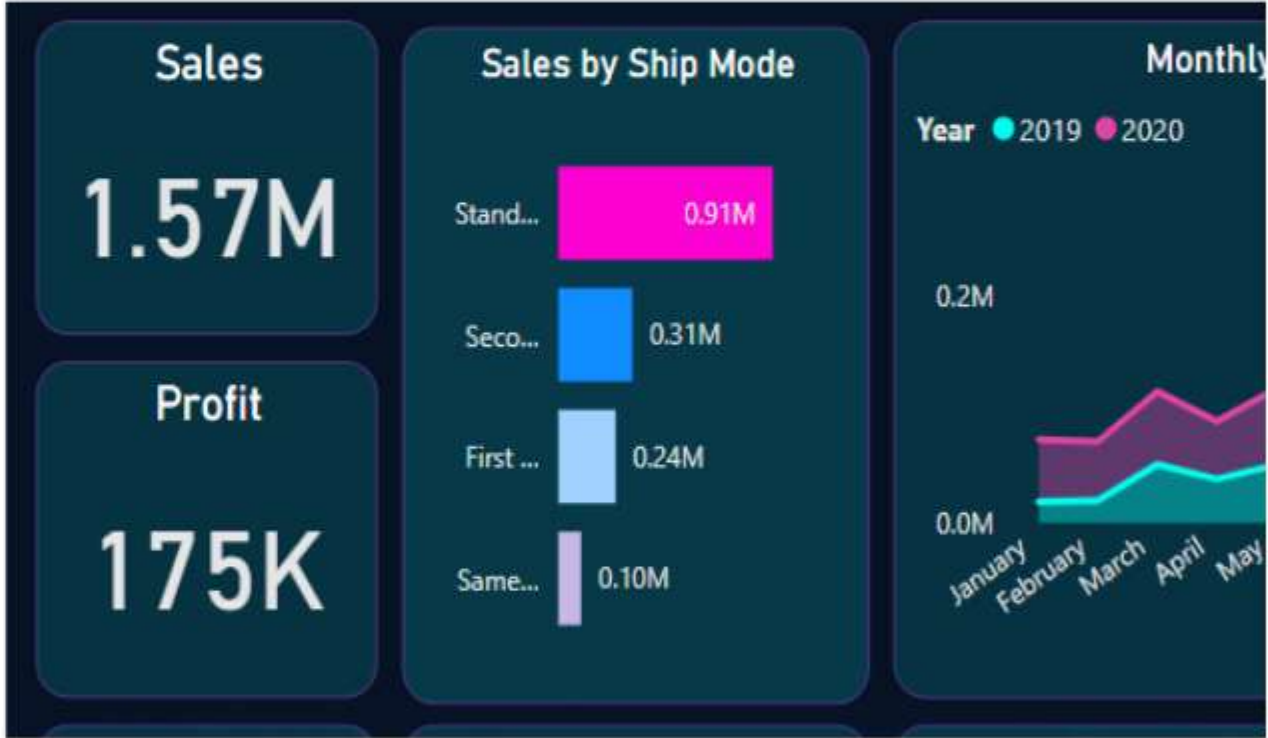 Sales
1.57M
Profit
175K
Sales by Ship Mode
Stand... 0.91M
Seco... 0.31M
First ... 0.24M
Same... 0.10M
Monthly
Year 2019 2020
0.2M
0.0M
January February March April May